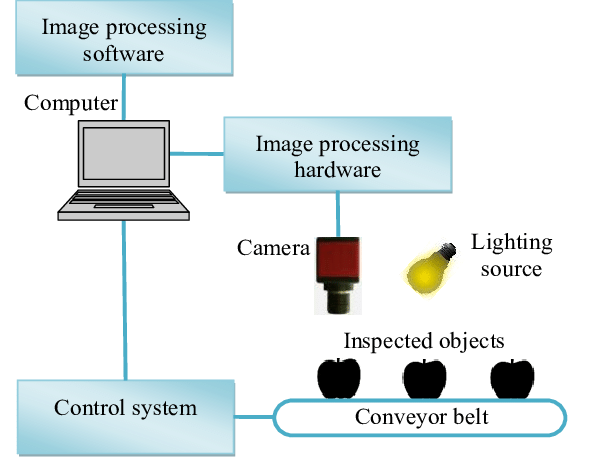 Image processing
software
Computer
Image processing
hardware
Camera
Lighting
source
Inspected objects
Control system
Conveyor belt